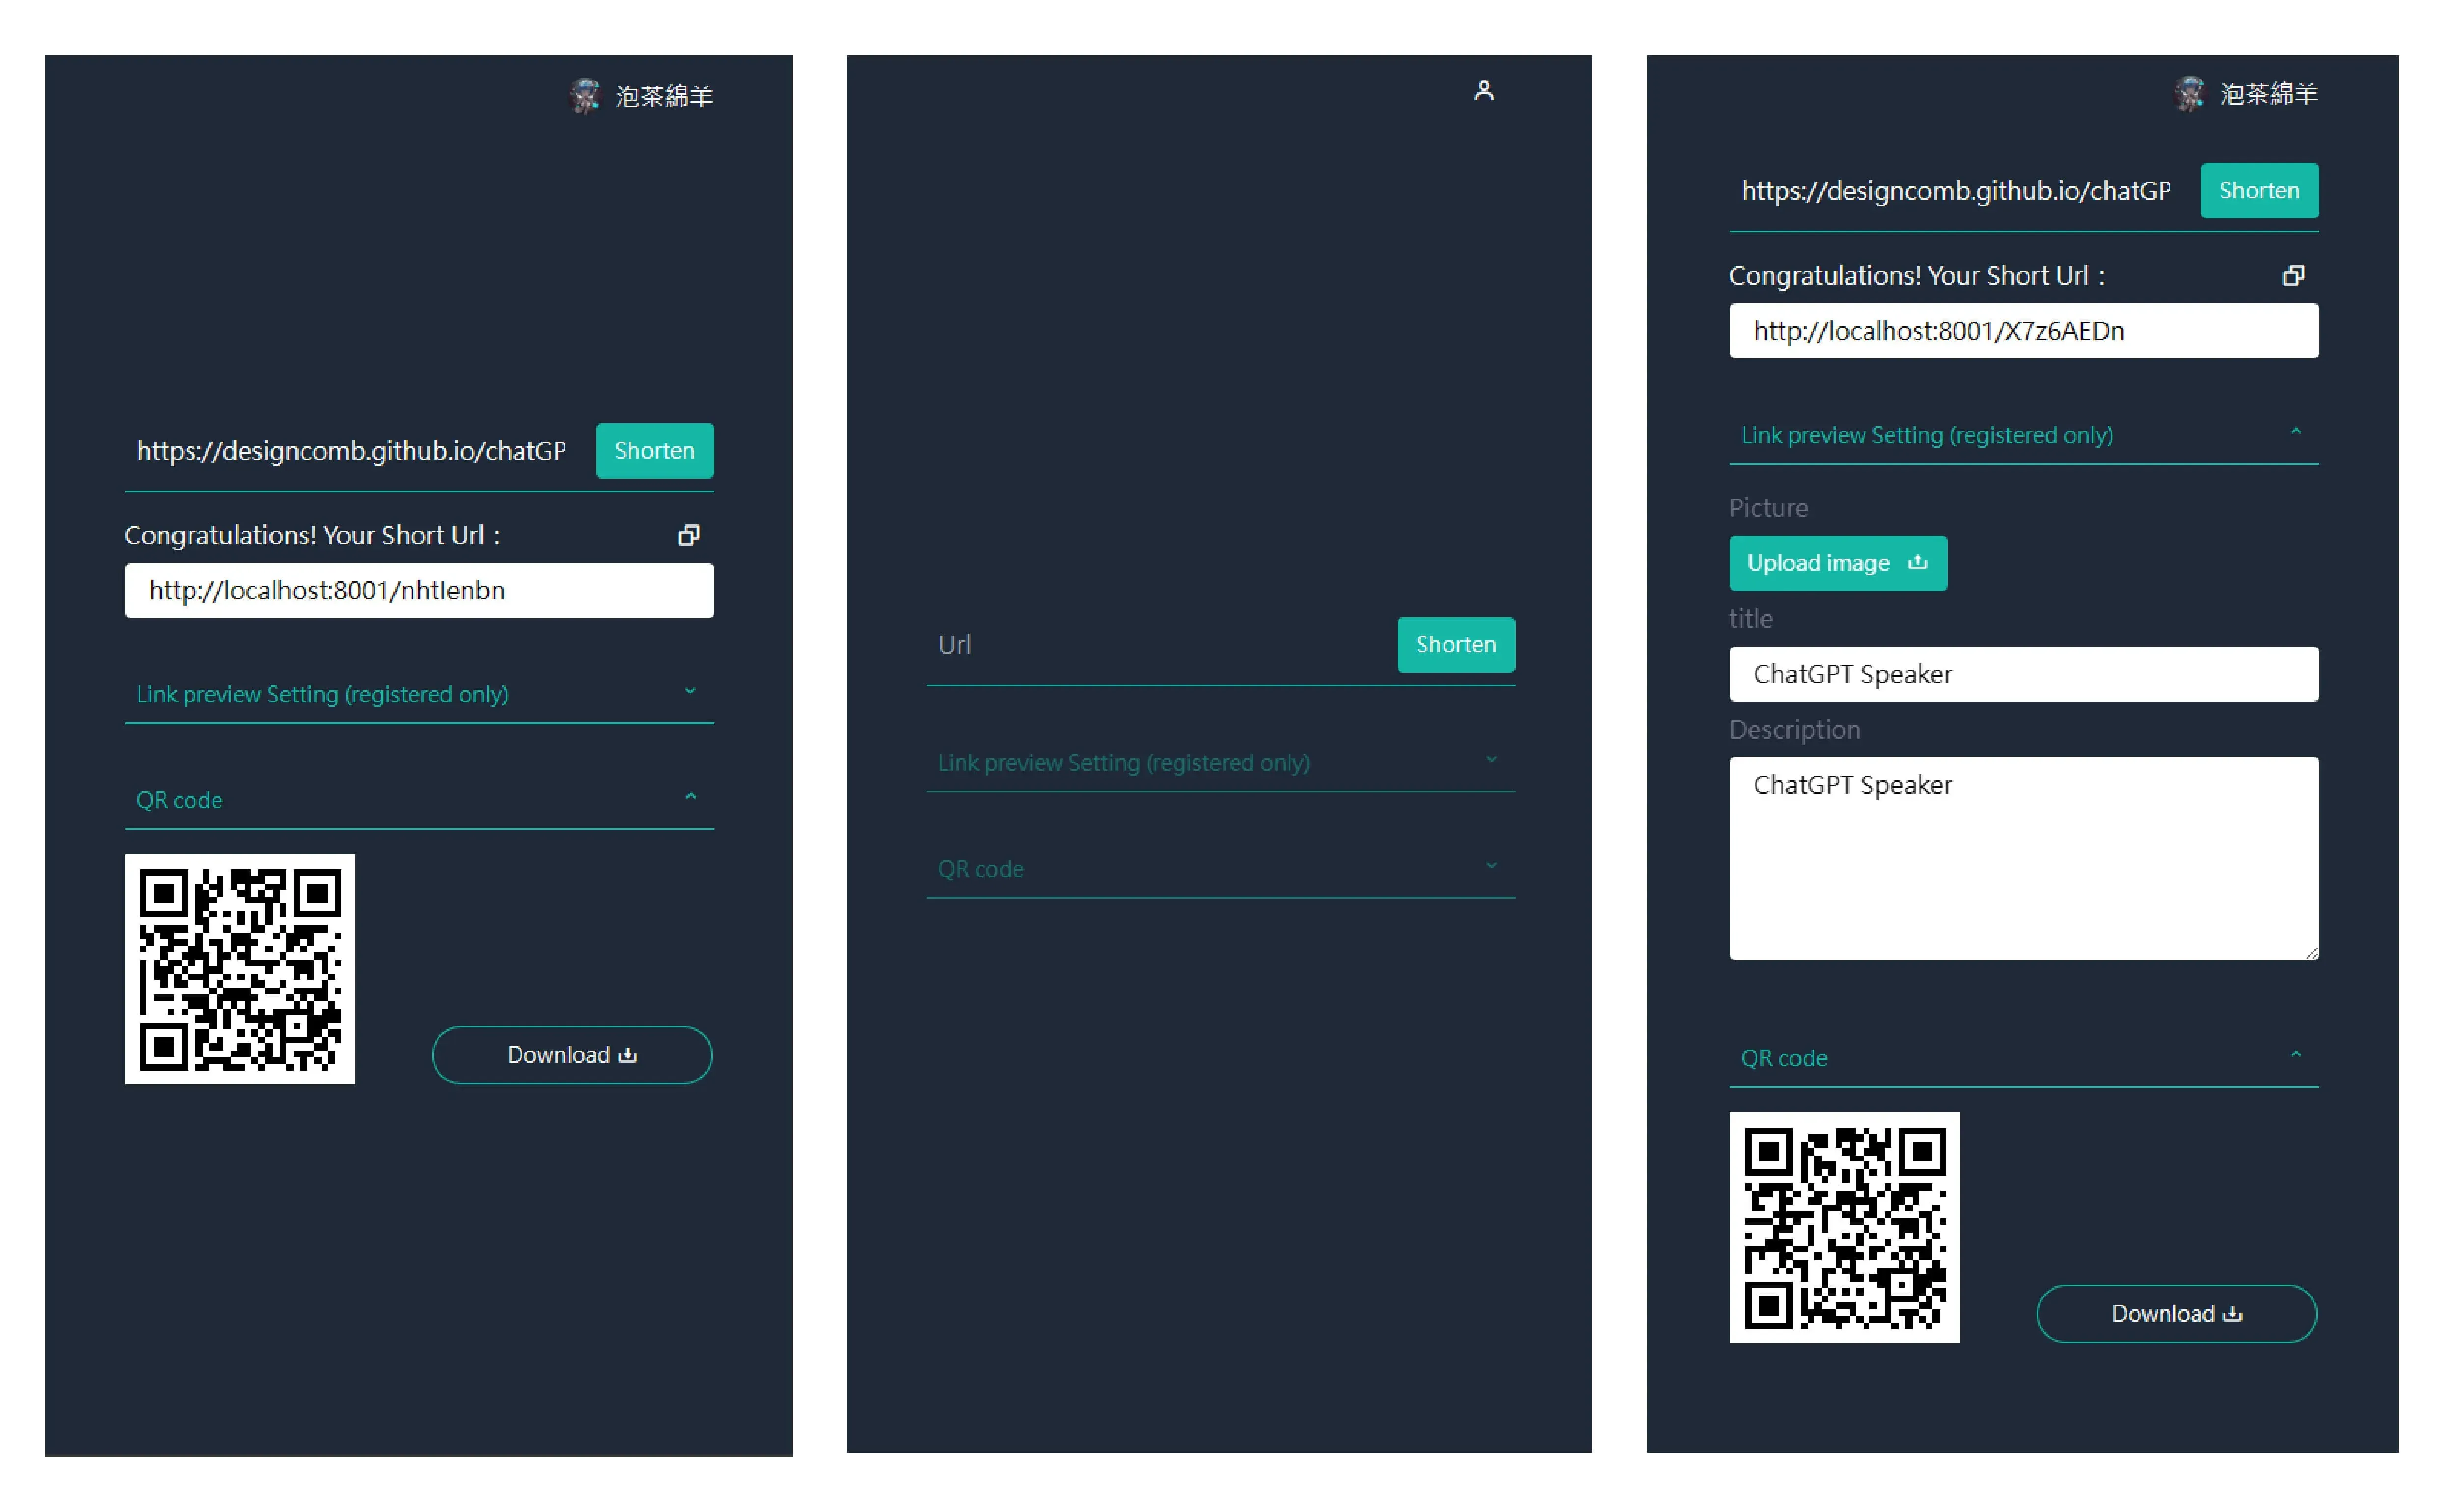 泡茶綿羊
https://designcomb.github.io/chatGP
Shorten
Congratulations! Your Short Url：
http://localhost:8001/nhtIenbn
Link preview Setting (registered only)
QR code
Download
Url
Shorten
Link preview Setting (registered only)
QR code
泡茶綿羊
https://designcomb.github.io/chatGP
Shorten
Congratulations! Your Short Url：
http://localhost:8001/X7z6AEDn
Link preview Setting (registered only)
Picture
Upload image
title
ChatGPT Speaker
Description
ChatGPT Speaker
QR code
Download